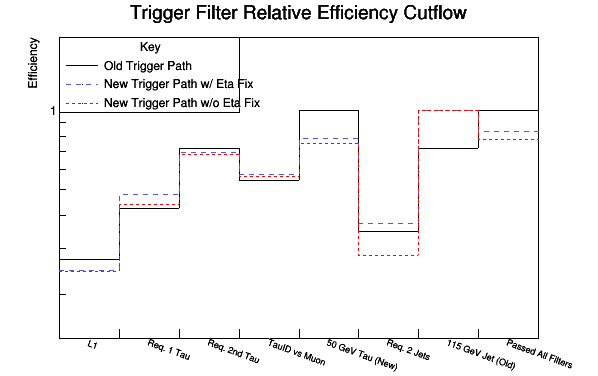 Trigger Filter Relative Efficiency Cutflow
Efficiency
Key
Old Trigger Path
New Trigger Path w/ Eta Fix
New Trigger Path w/o Eta Fix
1
L1
Req. 1 Tau
Req. 2nd Tau
TauID vs Muon
50 GeV Tau (New)
Req. 2 Jets
115 GeV Jet (Old)
Passed All Filters